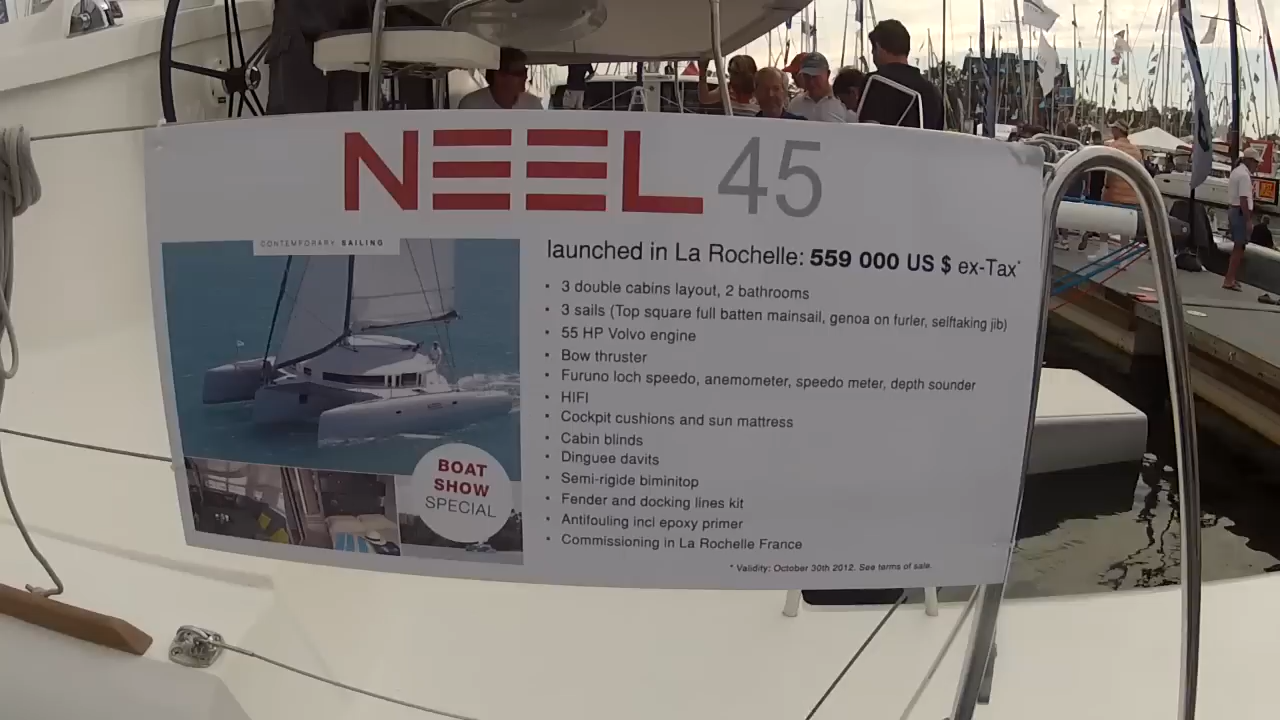 NEEL 45
CONTEMPORARY SAILING
launched in La Rochelle: 559 000 US $ ex-Tax*
• 3 double cabins layout, 2 bathrooms
• 3 sails (Top square full batten mainsail, genoa on furler, selftaking jib)
• 55 HP Volvo engine
• Bow thruster
• Furuno loch speedo, anemometer, speedo meter, depth sounder
• HIFI
• Cockpit cushions and sun mattress
• Cabin blinds
• Dinguee davits
• Semi-rigide biminitop
• Fender and docking lines kit
• Antifouling incl epoxy primer
• Commissioning in La Rochelle France
BOAT
SHOW
SPECIAL
* Validity: October 30th 2012. See terms of sale.